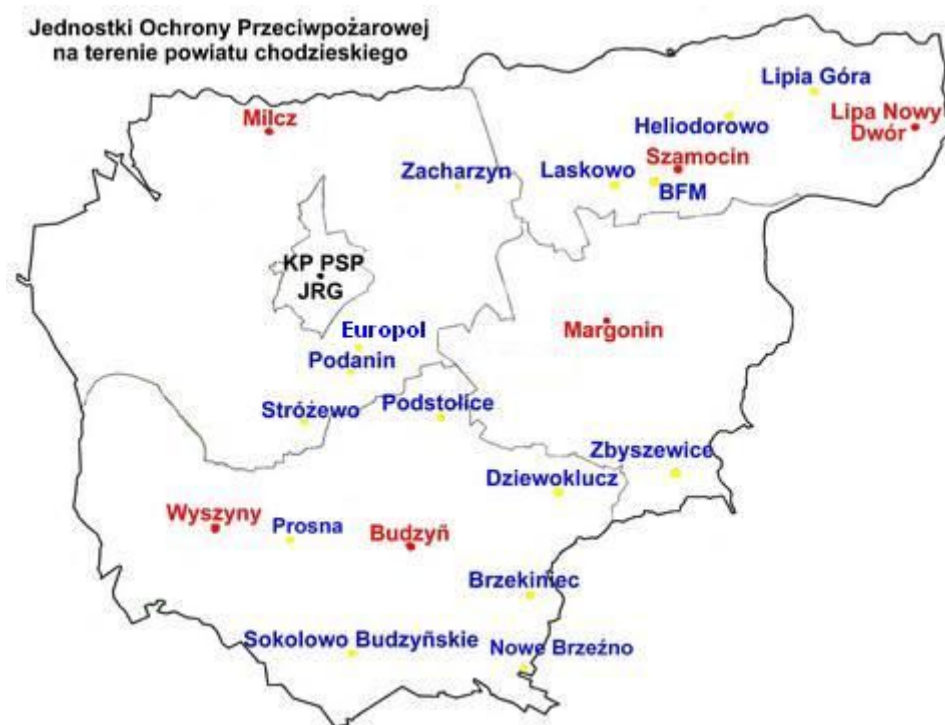 Jednostki Ochrony Przeciwpożarowej
na terenie powiatu chodzieskiego
Lipia Góra
Milcz
Lipa Nowy
Dwór
Heliodorowo
Szamocin
Zacharzyn
Laskowo
BFM
KP PSP
JRG
Europol
Margonin
Podanin
Stróżewo
Podstolice
Zbyszewice
Dziewoklucz
Wyszyny
Prosna
Budzyñ
Brzekiniec
Sokolowo Budzyńskie
Nowe Brzeźno